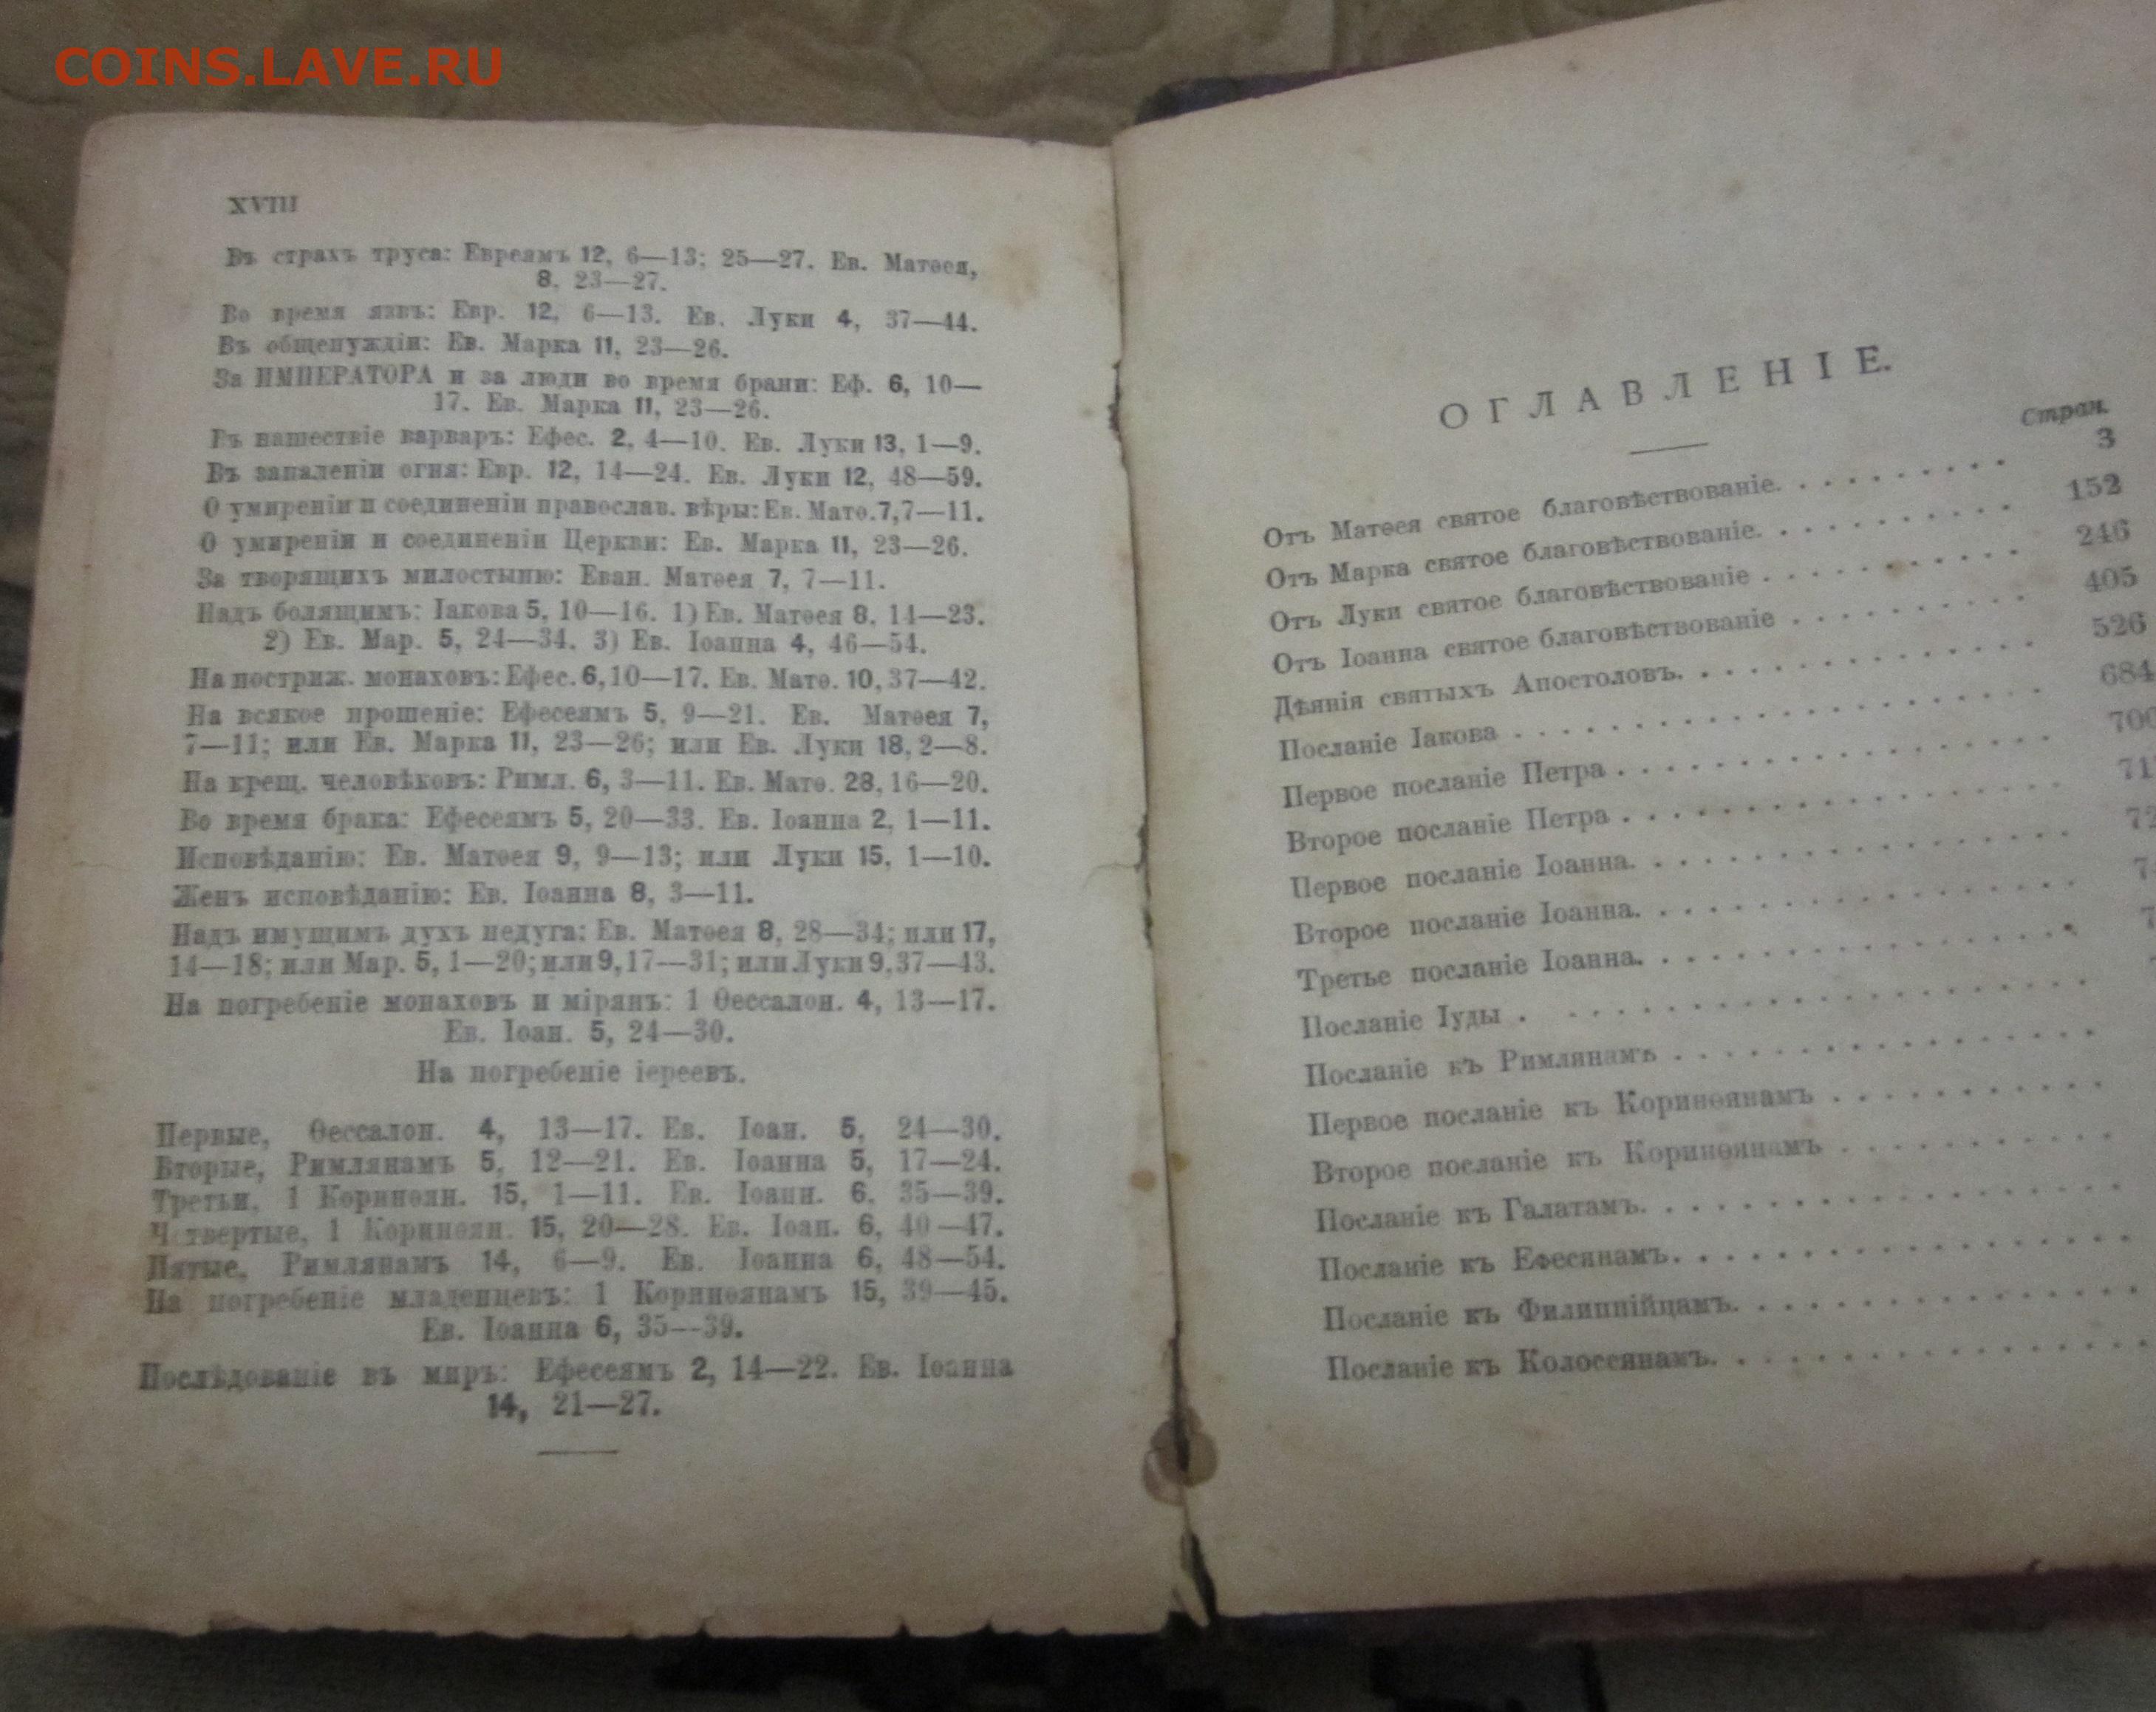 COINS.LAVE.RU
XVIII
Въ страхъ труса: Евреямъ 12, 6—13; 25—27. Ев. Матѳея,
8, 23—27.
Во время язвъ: Евр. 12, 6—13. Ев. Луки 4, 37—44.
Въ общенуждіи: Ев. Марка 11, 23—26.
За ИМПЕРАТОРА и за люди во время брани: Еф. 6, 10—
17. Ев. Марка 11, 23—26.
Въ нашествіе варваръ: Ефес. 2, 4—10. Ев. Луки 13, 1—9.
Въ запаленіи огня: Евр. 12, 14—24. Ев. Луки 12, 48—59.
О умиреніи и соединеніи православ. вѣры: Ев. Матѳ. 7, 7—11.
О умиреніи и соединеніи Церкви: Ев. Марка 11, 23—26.
За творящихъ милостыню: Еван. Матѳея 7, 7—11.
Надъ болящимъ: Іакова 5, 10—16. 1) Ев. Матѳея 8, 14—23.
2) Ев. Мар. 5, 24—34. 3) Ев. Іоанна 4, 46—54.
На постриж. монаховъ: Ефес. 6, 10—17. Ев. Матѳ. 10, 37—42.
На всякое прошеніе: Ефесеямъ 5, 9—21. Ев. Матѳея 7,
7—11; или Ев. Марка 11, 23—26; или Ев. Луки 18, 2—8.
На крещ. человѣковъ: Римл. 6, 3—11. Ев. Матѳ. 28, 16—20.
Во время брака: Ефесеямъ 5, 20—33. Ев. Іоанна 2, 1—11.
Исповѣданію: Ев. Матѳея 9, 9—13; или Луки 15, 1—10.
Женъ исповѣданію: Ев. Іоанна 8, 3—11.
Надъ имущимъ духъ недуга: Ев. Матѳея 8, 28—34; или 17,
14—18; или Мар. 5, 1—20; или 9, 17—31; или Луки 9, 37—43.
На погребеніе монаховъ и мірянъ: 1 Ѳессалон. 4, 13—17.
Ев. Іоан. 5, 24—30.
На погребеніе іереевъ.
Первые, Ѳессалон. 4, 13—17. Ев. Іоан. 5, 24—30.
Вторые, Римлянамъ 5, 12—21. Ев. Іоанна 5, 17—24.
Третьи, 1 Коринѳян. 15, 1—11. Ев. Іоанн. 6, 35—39.
Четвертые, 1 Коринѳян. 15, 20—28. Ев. Іоан. 6, 40—47.
Пятые, Римлянамъ 14, 6—9. Ев. Іоанна 6, 48—54.
На погребеніе младенцевъ: 1 Коринѳянамъ 15, 39—45.
Ев. Іоанна 6, 35—39.
Послѣдованіе въ миръ: Ефесеямъ 2, 14—22. Ев. Іоанна
14, 21—27.
ОГЛАВЛЕНІЕ.
Стран.
Отъ Матѳея святое благовѣствованіе. . . . . . . . . . 3
Отъ Марка святое благовѣствованіе. . . . . . . . . . 152
Отъ Луки святое благовѣствованіе . . . . . . . . . . 246
Отъ Іоанна святое благовѣствованіе . . . . . . . . . 405
Дѣянія святыхъ Апостоловъ. . . . . . . . . . . . . 526
Посланіе Іакова . . . . . . . . . . . . . . . . . 684
Первое посланіе Петра . . . . . . . . . . . . . . 700
Второе посланіе Петра . . . . . . . . . . . . . .
Первое посланіе Іоанна. . . . . . . . . . . . . .
Второе посланіе Іоанна. . . . . . . . . . . . . .
Третье посланіе Іоанна. . . . . . . . . . . . . .
Посланіе Іуды . . . . . . . . . . . . . . . . . .
Посланіе къ Римлянамъ . . . . . . . . . . . . . .
Первое посланіе къ Коринѳянамъ . . . . . . . . . .
Второе посланіе къ Коринѳянамъ . . . . . . . . . .
Посланіе къ Галатамъ. . . . . . . . . . . . . . .
Посланіе къ Ефесянамъ. . . . . . . . . . . . . . .
Посланіе къ Филиппійцамъ. . . . . . . . . . . . .
Посланіе къ Колоссянамъ. . . . . . . . . . . . . .